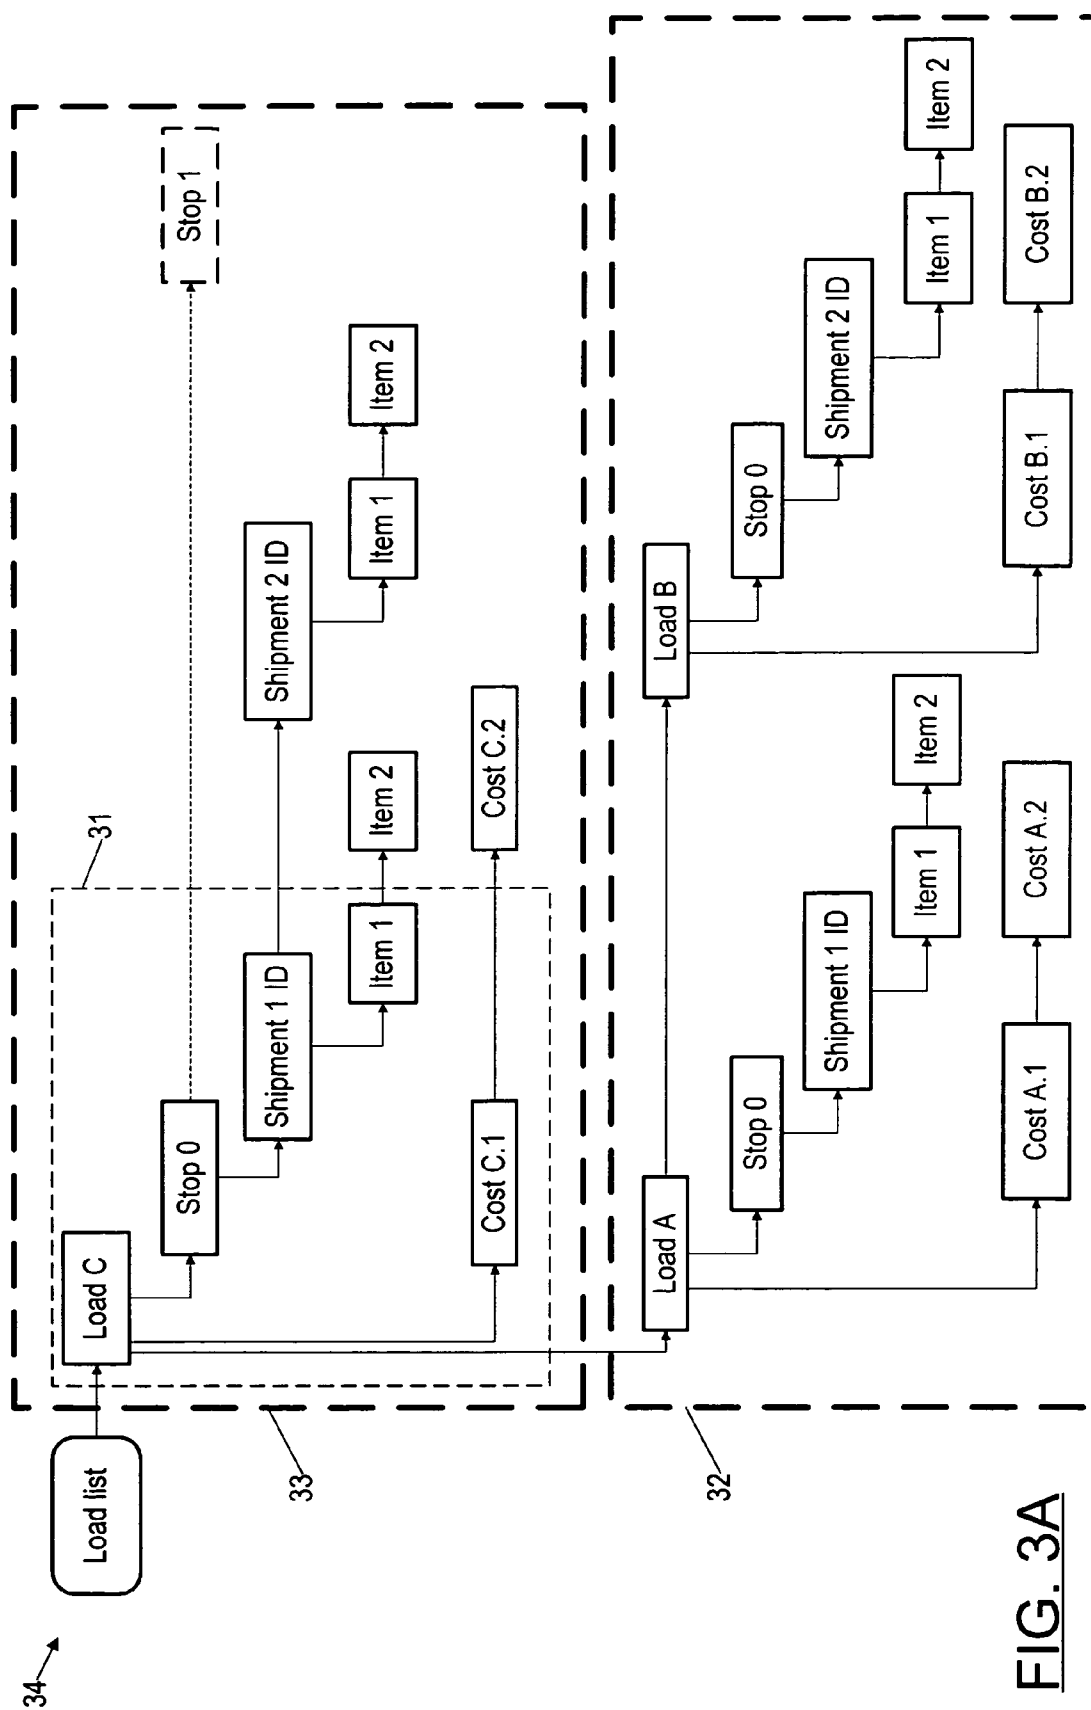 34
Load list
33
31
Load C
Stop 0
Stop 1
Shipment 1 ID
Shipment 2 ID
Item 1
Item 2
Item 1
Item 2
Cost C.1
Cost C.2
32
Load A
Load B
Stop 0
Stop 0
Shipment 1 ID
Shipment 2 ID
Item 1
Item 2
Item 1
Item 2
Cost A.1
Cost A.2
Cost B.1
Cost B.2
FIG. 3A